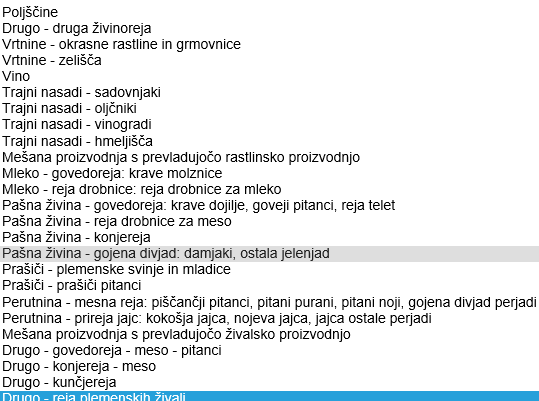 Poljščine
Drugo - druga živinoreja
Vrtnine - okrasne rastline in grmovnice
Vrtnine - zelišča
Vino
Trajni nasadi - sadovnjaki
Trajni nasadi - oljčniki
Trajni nasadi - vinogradi
Trajni nasadi - hmeljišča
Mešana proizvodnja s prevladujočo rastlinsko proizvodnjo
Mleko - govedoreja: krave molznice
Mleko - reja drobnice: reja drobnice za mleko
Pašna živina - govedoreja: krave dojilje, goveji pitanci, reja telet
Pašna živina - reja drobnice za meso
Pašna živina - konjereja
Pašna živina - gojena divjad: damjaki, ostala jelenjad
Prašiči - plemenske svinje in mladice
Prašiči - prašiči pitanci
Perutnina - mesna reja: piščančji pitanci, pitani purani, pitani noji, gojena divjad perjadi
Perutnina - prireja jajc: kokošja jajca, nojeva jajca, jajca ostale perjadi
Mešana proizvodnja s prevladujočo živalsko proizvodnjo
Drugo - govedoreja - meso - pitanci
Drugo - konjereja - meso
Drugo - kunčjereja
Drugo - reja plemenskih živali